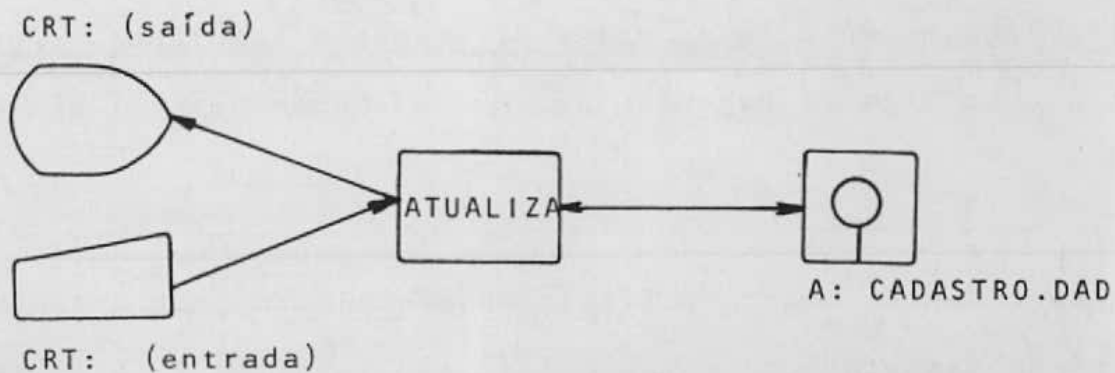 CRT: (saída)
ATUALIZA
A: CADASTRO.DAD
CRT: (entrada)